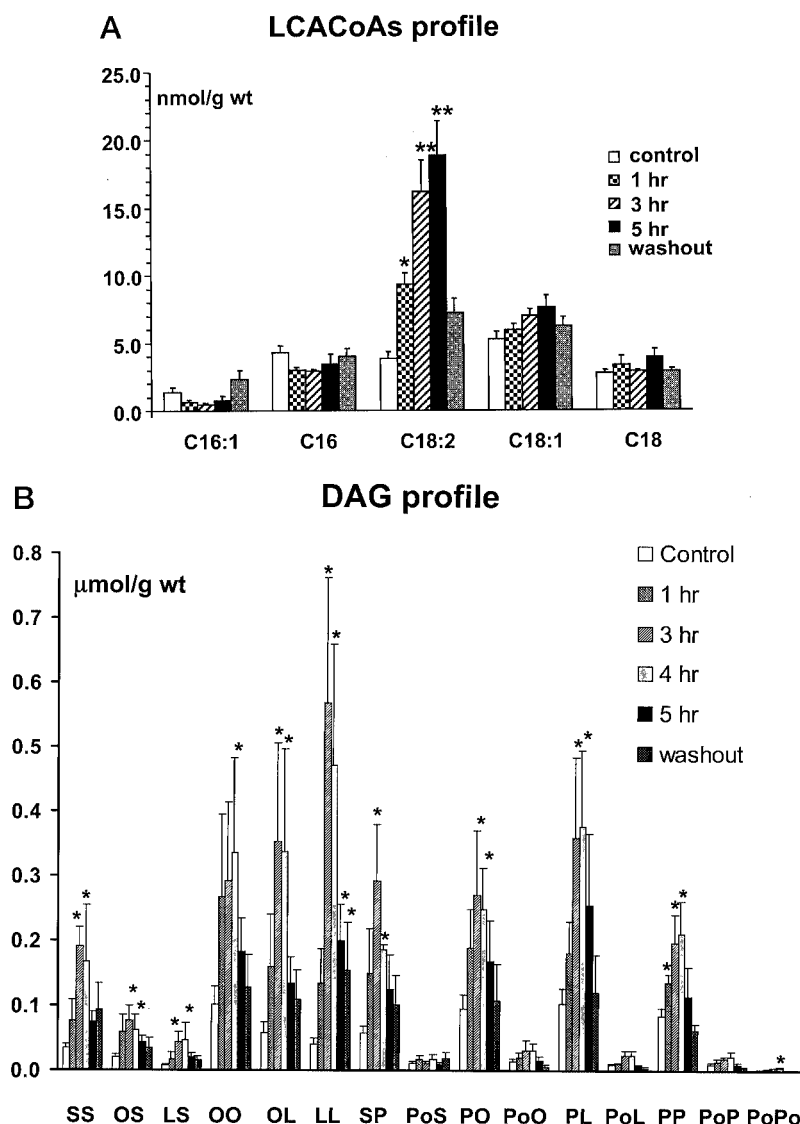 A LCACoAs profile
25.0
nmol/g wt
20.0
15.0
10.0
5.0
0.0
** 
**
*
control
1 hr
3 hr
5 hr
washout
C16:1 C16 C18:2 C18:1 C18
B DAG profile
0.8
μmol/g wt
0.7
0.6
0.5
0.4
0.3
0.2
0.1
0.0
* * * * * * * * * * * * * * * * * * * * * * * *
Control
1 hr
3 hr
4 hr
5 hr
washout
SS OS LS OO OL LL SP PoS PO PoO PL PoL PP PoP PoPo